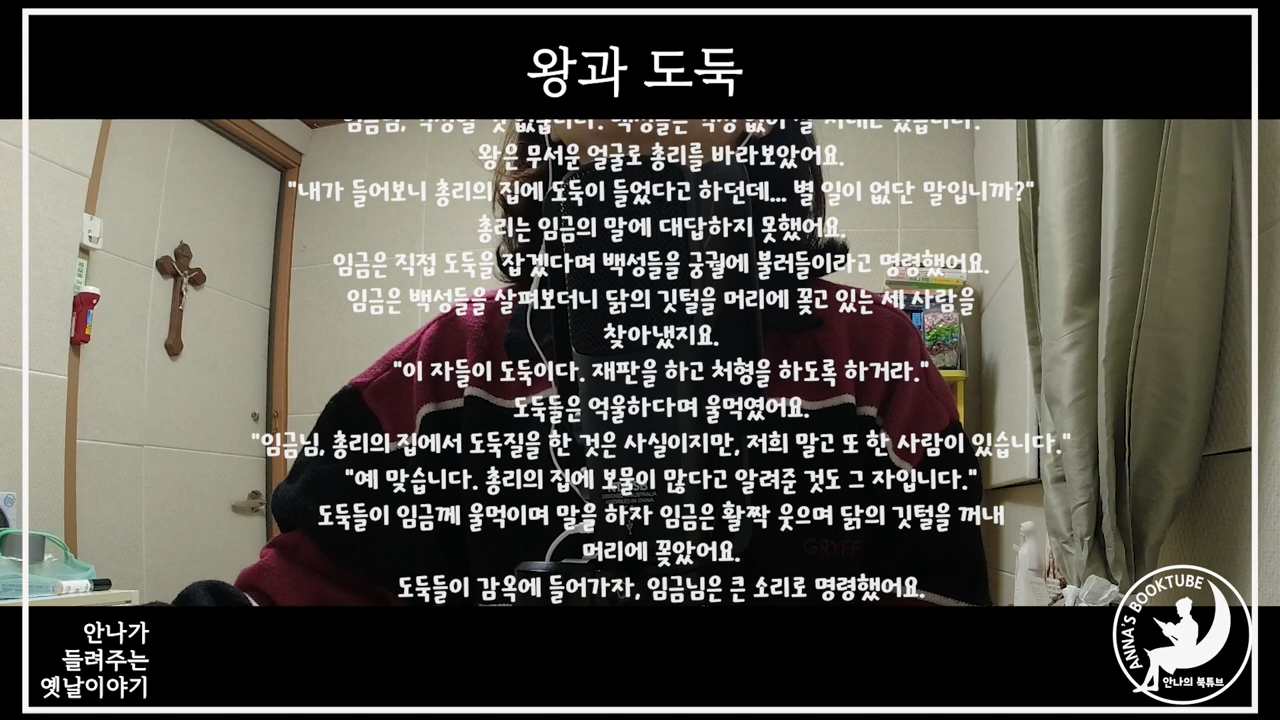 왕과 도둑
왕은 무서운 얼굴로 총리를 바라보았어요.
"내가 들어보니 총리의 집에 도둑이 들었다고 하던데... 별 일이 없단 말입니까?"
총리는 임금의 말에 대답하지 못했어요.
임금은 직접 도둑을 잡겠다며 백성들을 궁궐에 불러들이라고 명령했어요.
임금은 백성들을 살펴보더니 닭의 깃털을 머리에 꽂고 있는 세 사람을
찾아냈지요.
"이 자들이 도둑이다. 재판을 하고 처형을 하도록 하거라."
도둑들은 억울하다며 울먹였어요.
"임금님, 총리의 집에서 도둑질을 한 것은 사실이지만, 저희 말고 또 한 사람이 있습니다."
"예 맞습니다. 총리의 집에 보물이 많다고 알려준 것도 그 자입니다."
도둑들이 임금께 울먹이며 말을 하자 임금은 활짝 웃으며 닭의 깃털을 꺼내
머리에 꽂았어요.
도둑들이 감옥에 들어가자, 임금님은 큰 소리로 명령했어요.
GRYFF
안나가
들려주는
옛날이야기
ANNA'S BOOKTUBE
안나의 북튜브